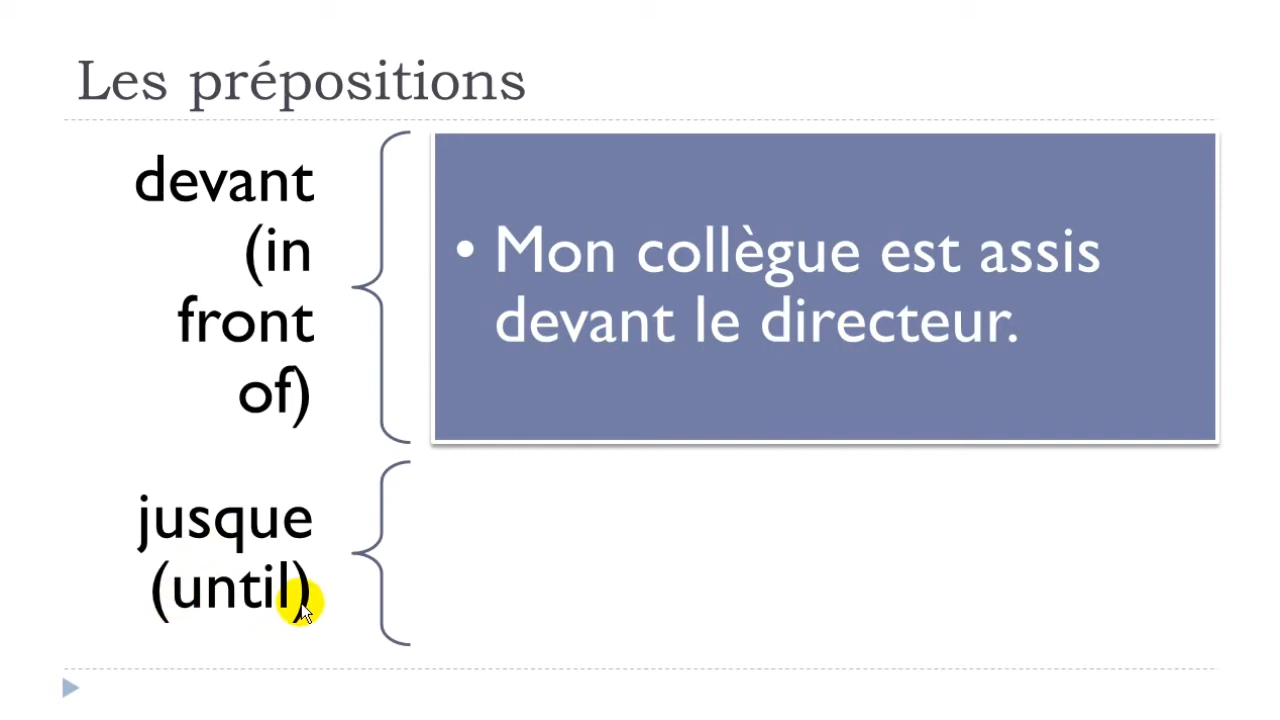 Les prépositions
devant
(in
front
of)
• Mon collègue est assis
devant le directeur.
jusque
(until)